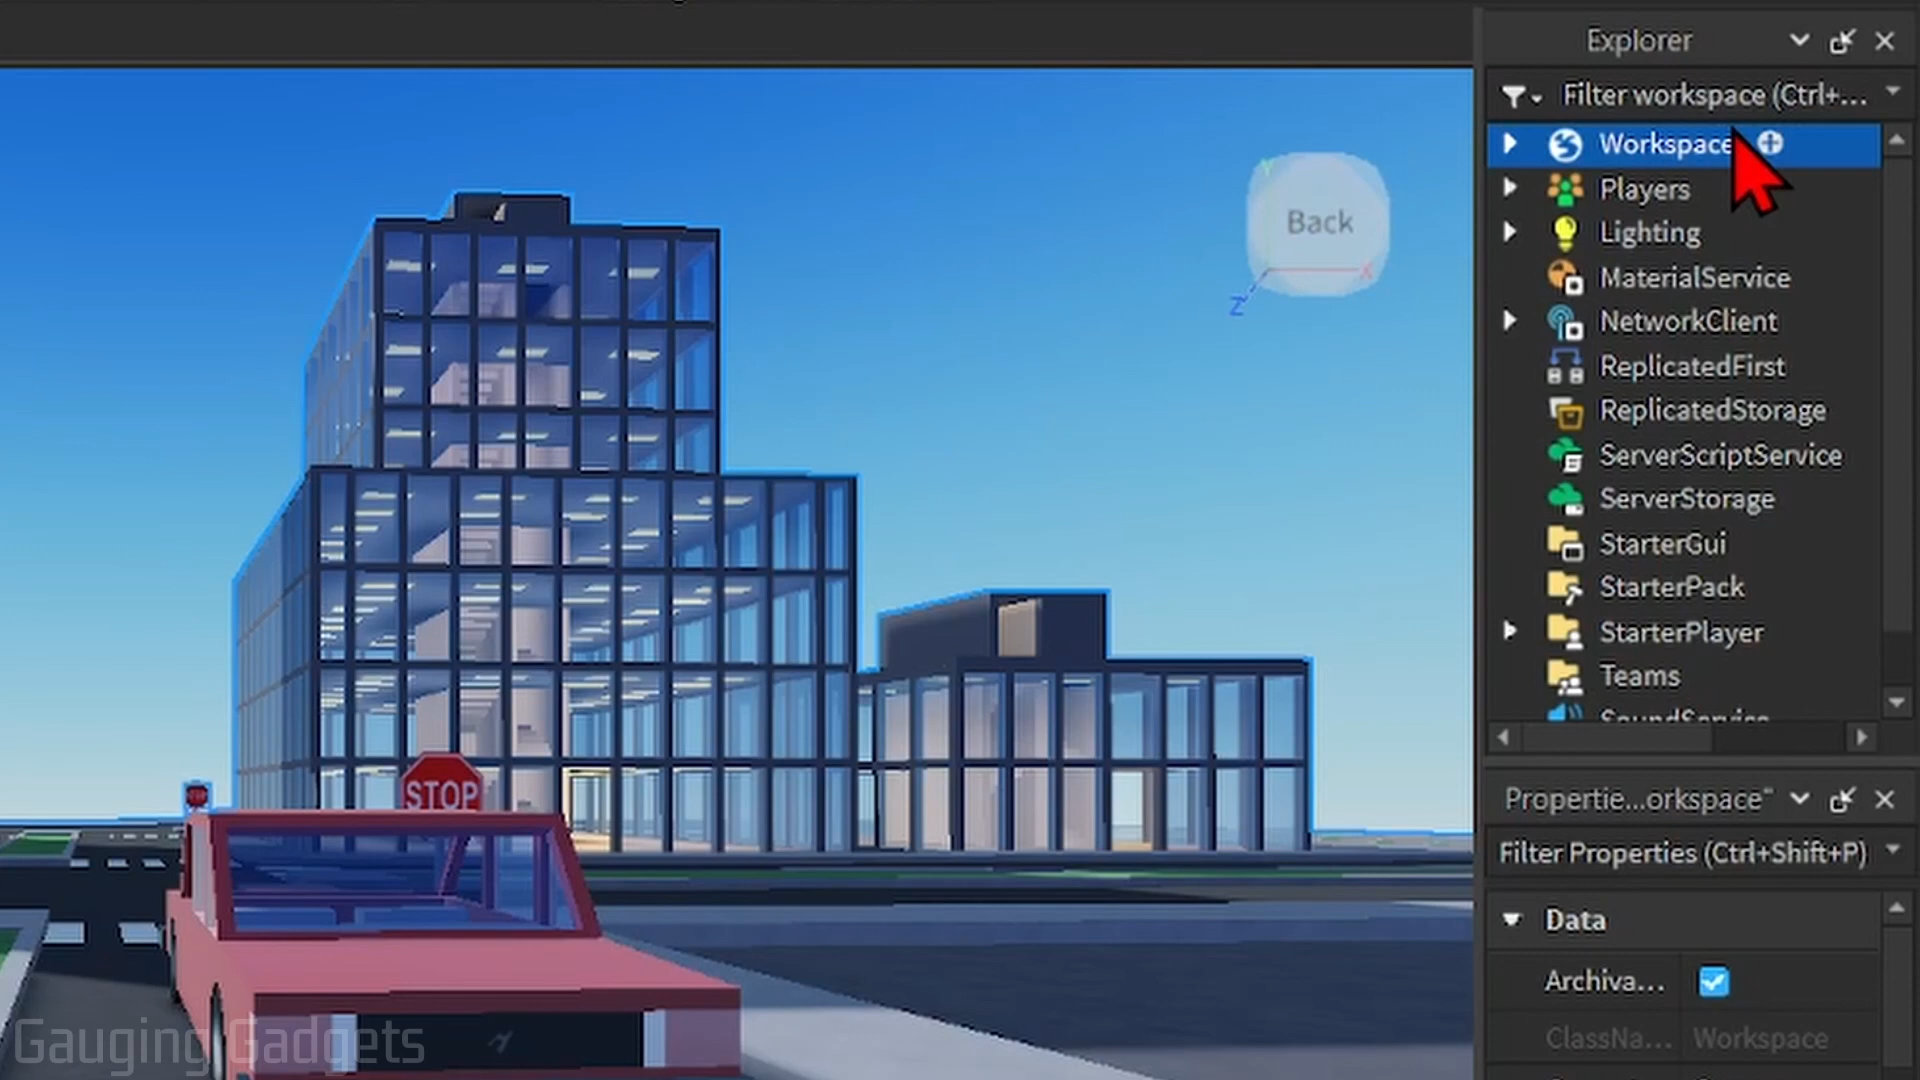 Explorer
Filter workspace (Ctrl+...
Workspace
Players
Lighting
MaterialService
NetworkClient
ReplicatedFirst
ReplicatedStorage
ServerScriptService
ServerStorage
StarterGui
StarterPack
StarterPlayer
Teams
SoundService
Back
Y
X
Z
STOP
Propertie...orkspace"
Filter Properties (Ctrl+Shift+P)
Data
Archiva...
ClassNa... Workspace
Gauging Gadgets